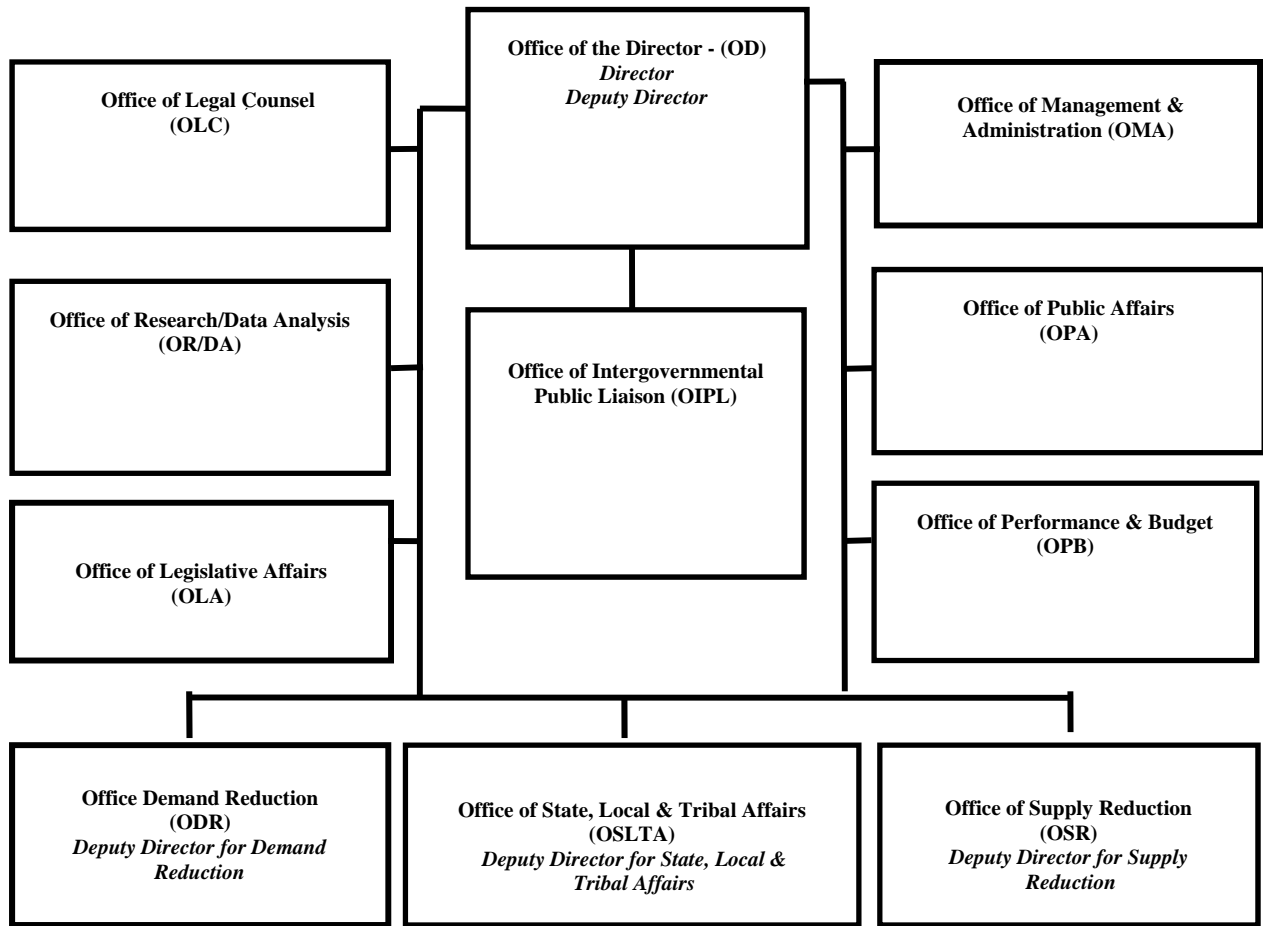 Office of the Director - (OD)
Director
Deputy Director
Office of Legal Counsel
(OLC)
Office of Management &
Administration (OMA)
Office of Research/Data Analysis
(OR/DA)
Office of Intergovernmental
Public Liaison (OIPL)
Office of Public Affairs
(OPA)
Office of Legislative Affairs
(OLA)
Office of Performance & Budget
(OPB)
Office Demand Reduction
(ODR)
Deputy Director for Demand
Reduction
Office of State, Local & Tribal Affairs
(OSLTA)
Deputy Director for State, Local &
Tribal Affairs
Office of Supply Reduction
(OSR)
Deputy Director for Supply
Reduction